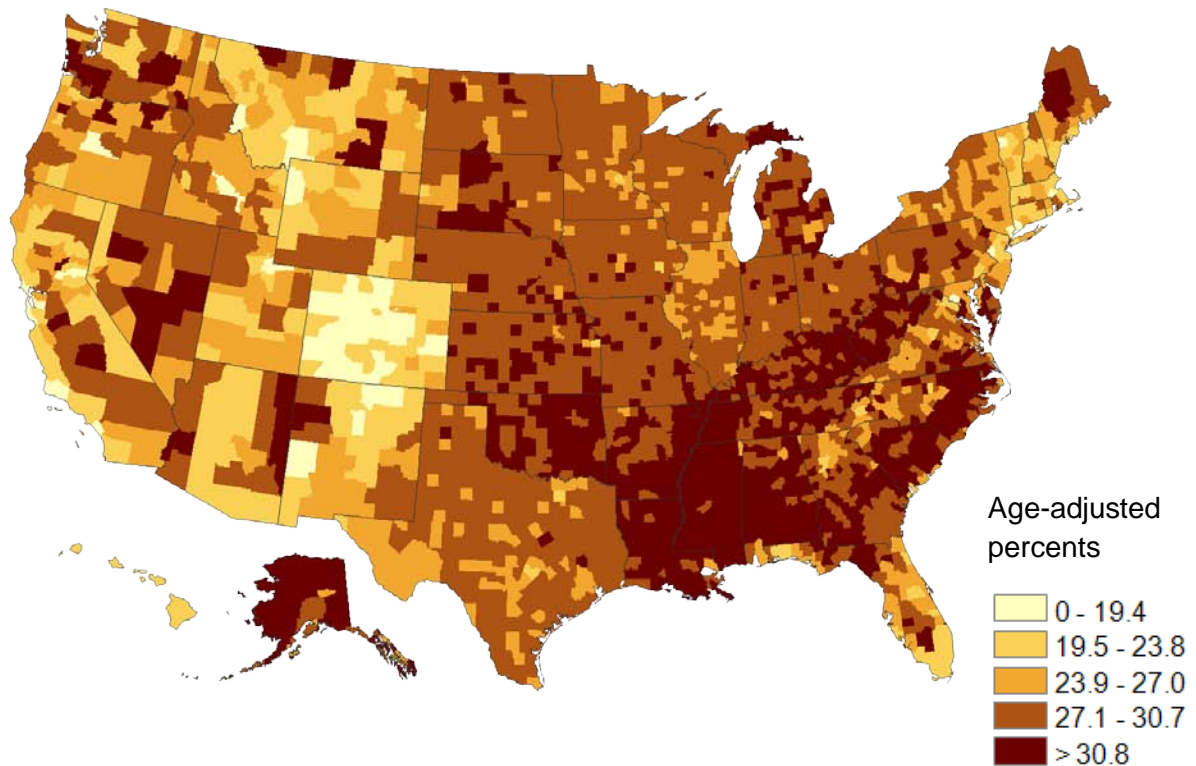 Age-adjusted
percents
0 - 19.4
19.5 - 23.8
23.9 - 27.0
27.1 - 30.7
> 30.8